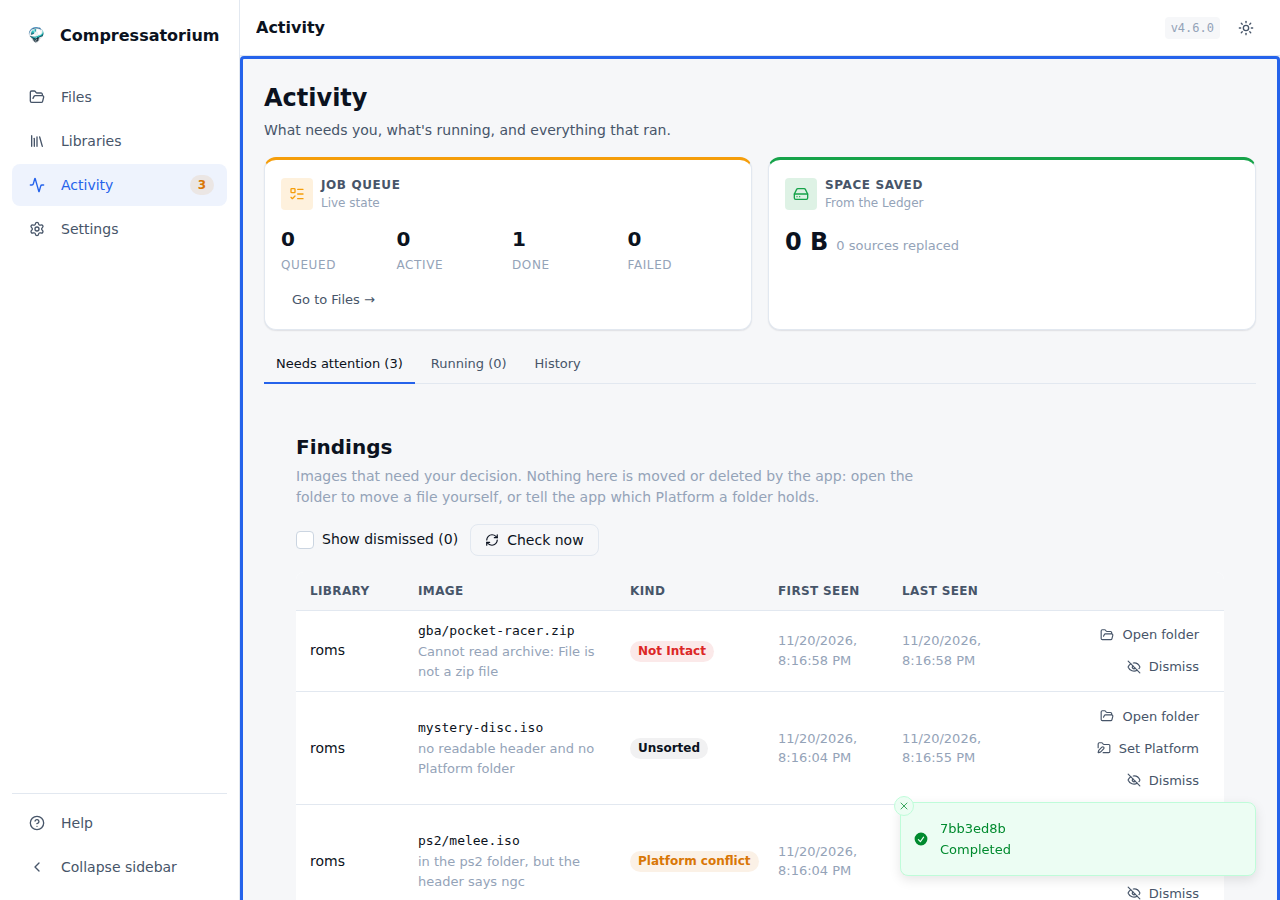 Compressatorium
Activity
v4.6.0
Files
Libraries
Activity
3
Settings
Help
Collapse sidebar
Activity
What needs you, what's running, and everything that ran.
JOB QUEUE
Live state
0
0
1
0
QUEUED
ACTIVE
DONE
FAILED
Go to Files →
SPACE SAVED
From the Ledger
0 B 0 sources replaced
Needs attention (3)
Running (0)
History
Findings
Images that need your decision. Nothing here is moved or deleted by the app: open the
folder to move a file yourself, or tell the app which Platform a folder holds.
Show dismissed (0)
Check now
LIBRARY
IMAGE
KIND
FIRST SEEN
LAST SEEN
roms
gba/pocket-racer.zip
Cannot read archive: File is
not a zip file
Not Intact
11/20/2026,
8:16:58 PM
11/20/2026,
8:16:58 PM
Open folder
Dismiss
roms
mystery-disc.iso
no readable header and no
Platform folder
Unsorted
11/20/2026,
8:16:04 PM
11/20/2026,
8:16:55 PM
Open folder
Set Platform
Dismiss
roms
ps2/melee.iso
in the ps2 folder, but the
header says ngc
Platform conflict
11/20/2026,
8:16:04 PM
Dismiss
7bb3ed8b
Completed